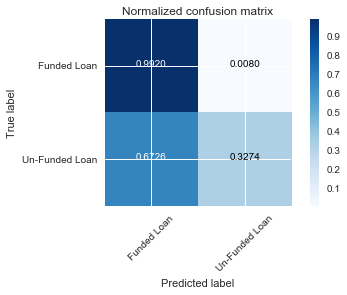 Normalized confusion matrix
True label
Funded Loan
0.9920
0.0080
Un-Funded Loan
0.6726
0.3274
Funded Loan
Un-Funded Loan
Predicted label
0.9
0.8
0.7
0.6
0.5
0.4
0.3
0.2
0.1